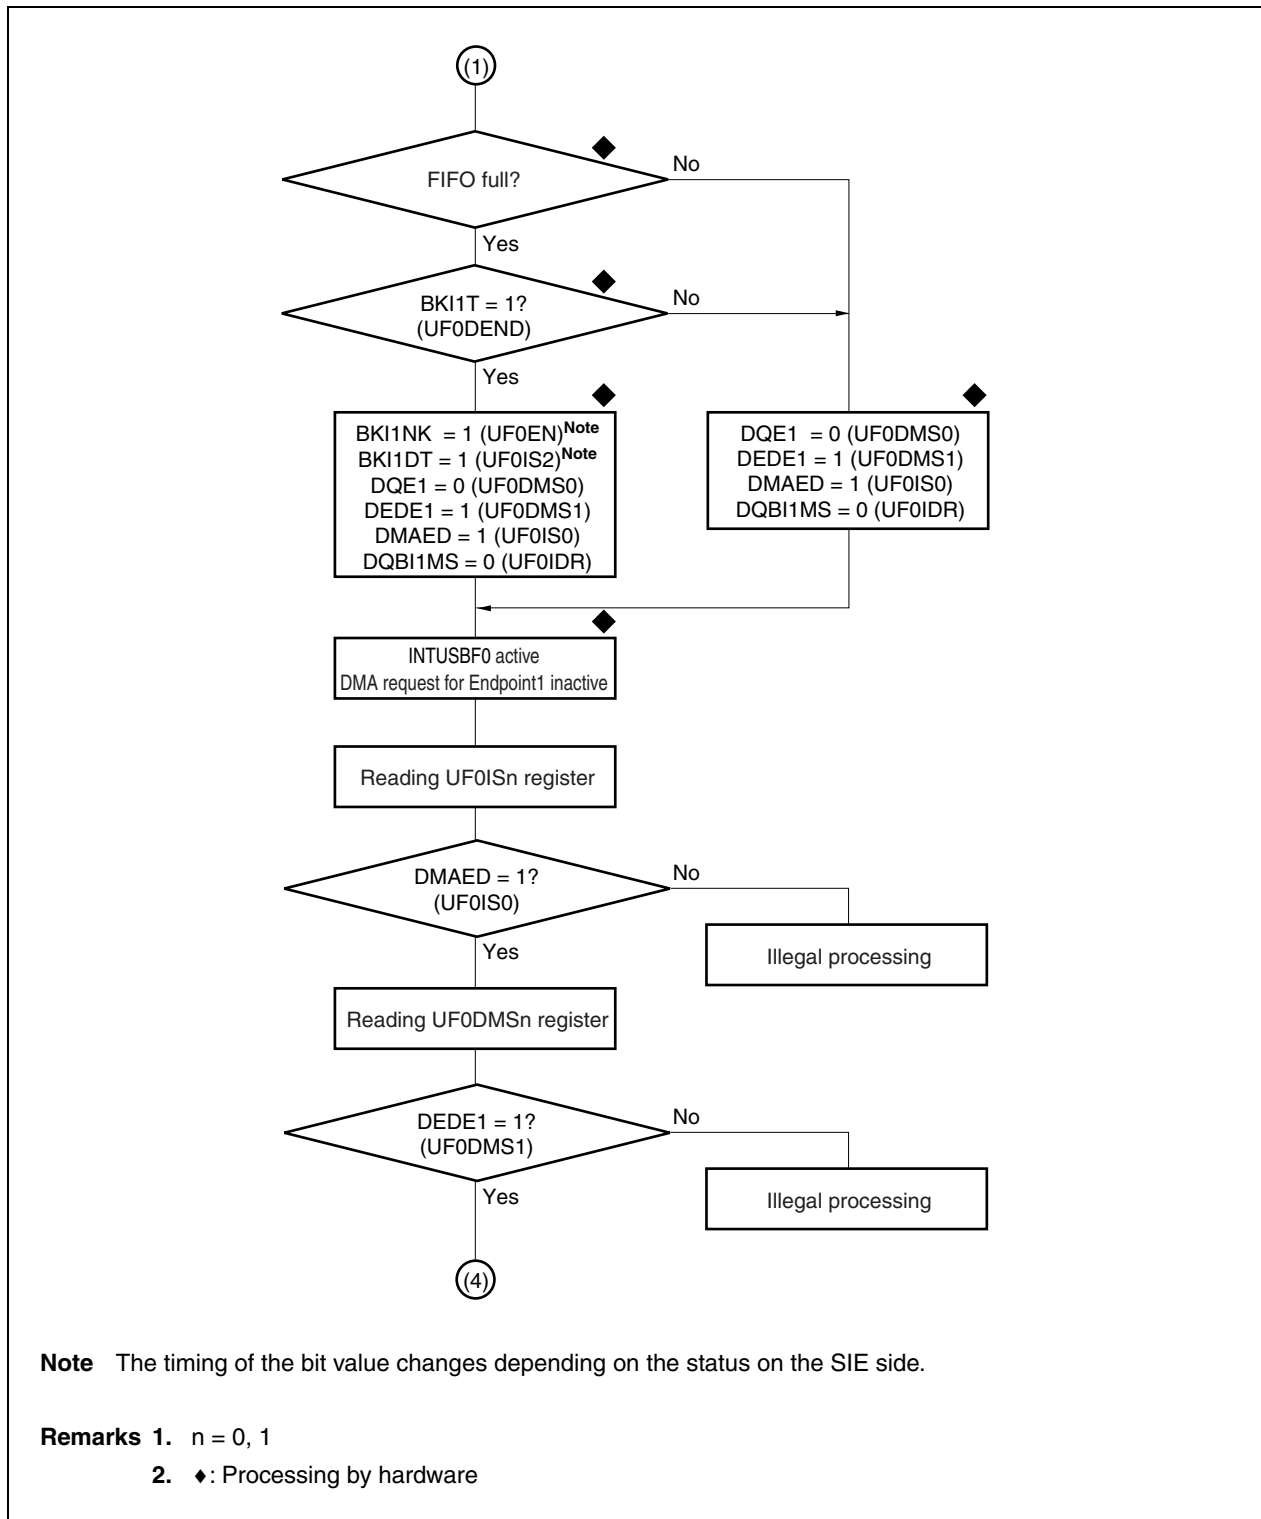 (1)
FIFO full?
No
Yes
BKI1T = 1?
(UF0DEND)
No
Yes
BKI1NK = 1 (UF0EN)Note
BKI1DT = 1 (UF0IS2)Note
DQE1 = 0 (UF0DMS0)
DEDE1 = 1 (UF0DMS1)
DMAED = 1 (UF0IS0)
DQBI1MS = 0 (UF0IDR)
DQE1 = 0 (UF0DMS0)
DEDE1 = 1 (UF0DMS1)
DMAED = 1 (UF0IS0)
DQBI1MS = 0 (UF0IDR)
INTUSBF0 active
DMA request for Endpoint1 inactive
Reading UF0ISn register
DMAED = 1?
(UF0IS0)
No
Yes
Illegal processing
Reading UF0DMSn register
DEDE1 = 1?
(UF0DMS1)
No
Yes
Illegal processing
(4)
Note The timing of the bit value changes depending on the status on the SIE side.
Remarks 1. n = 0, 1
2. ♦: Processing by hardware